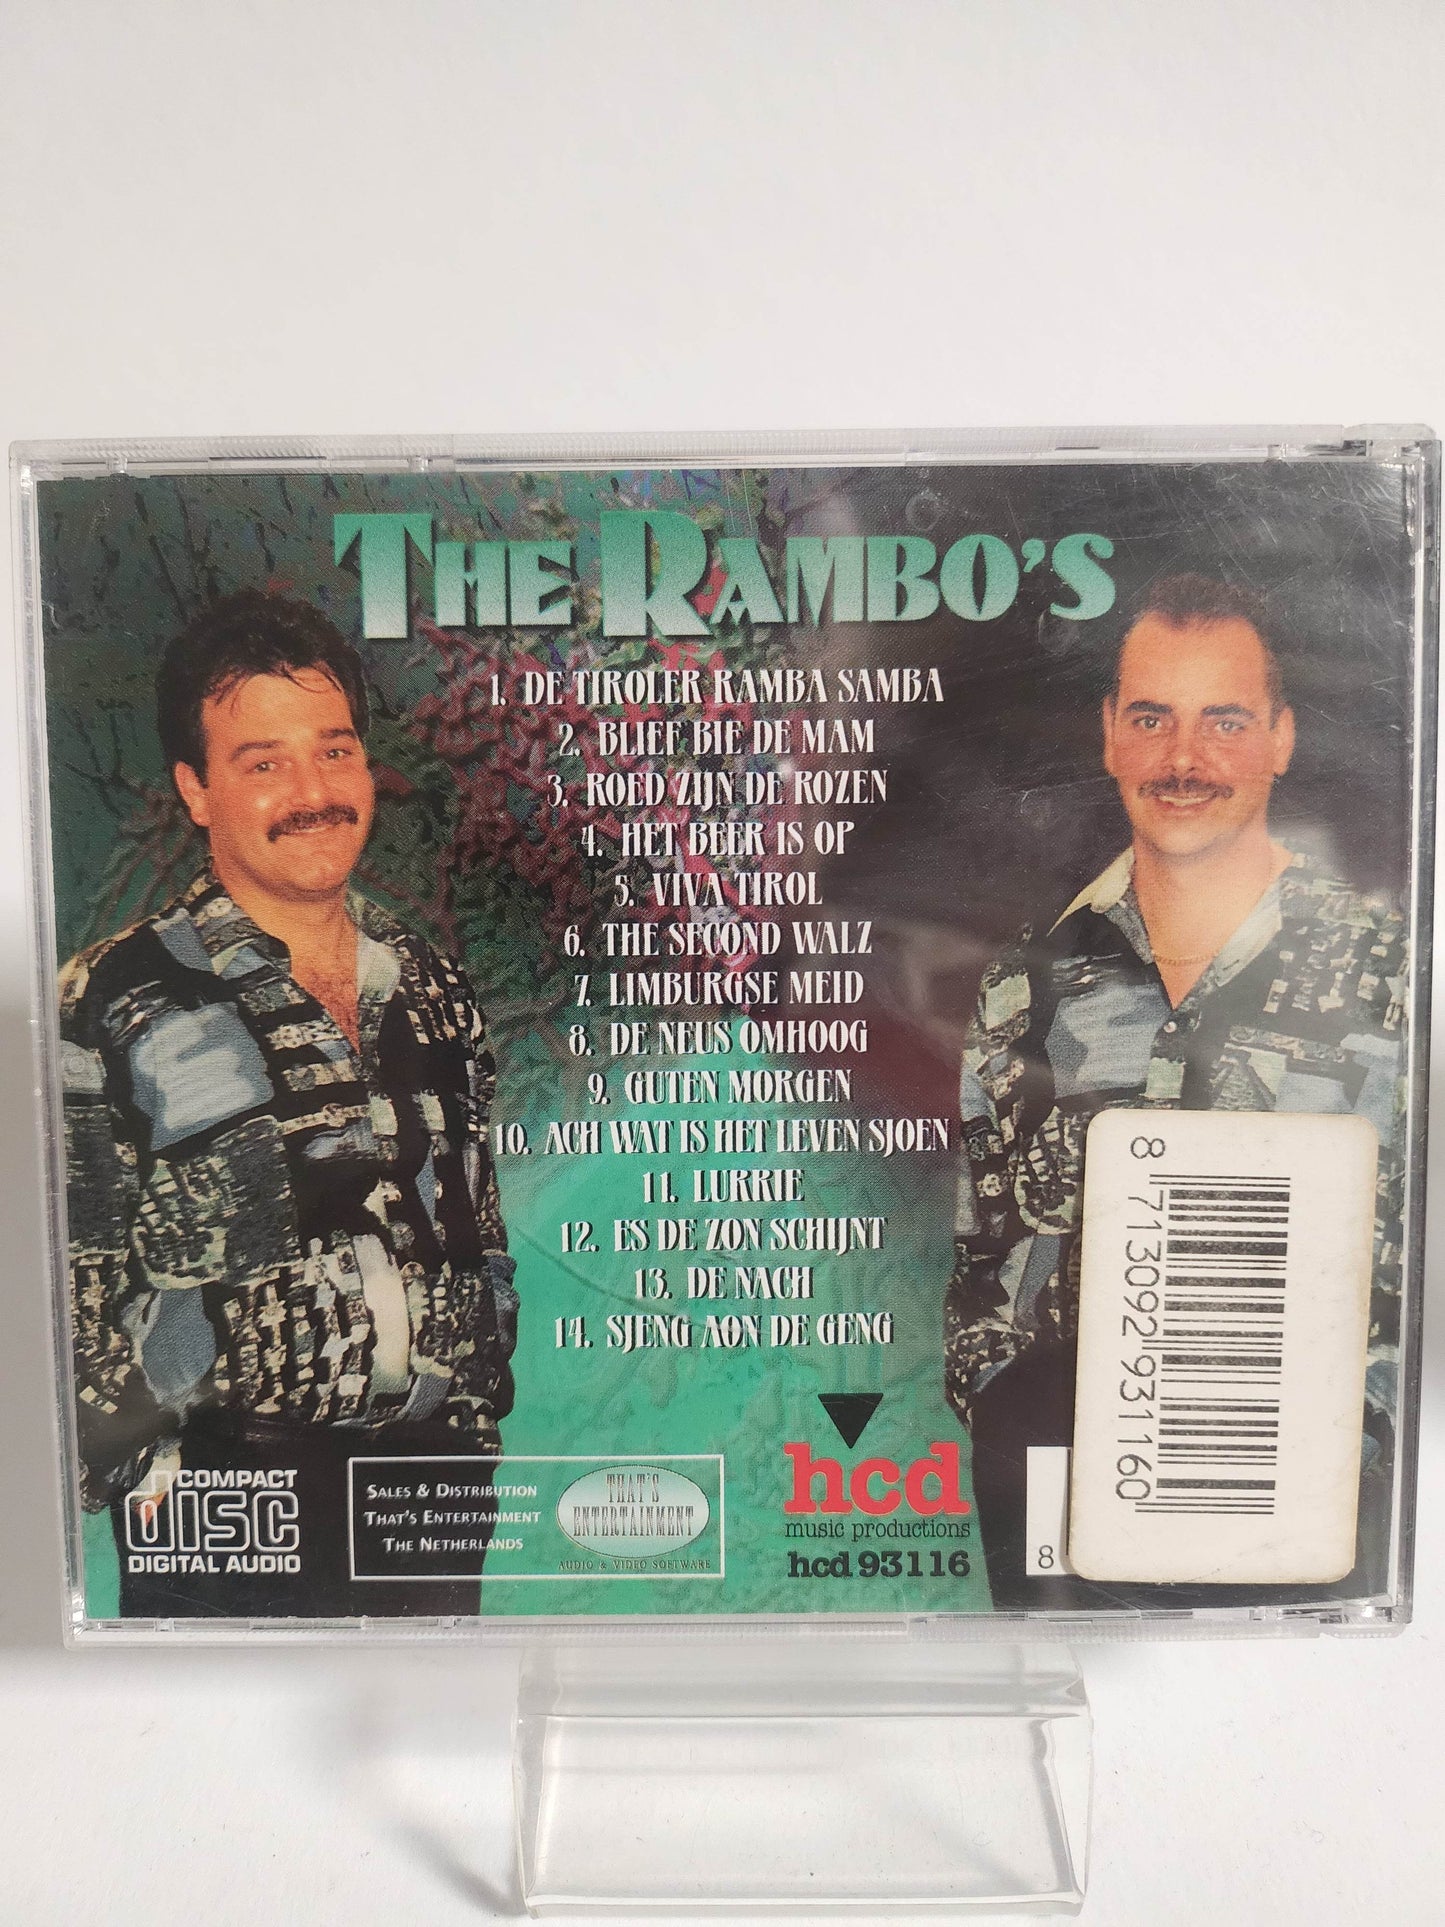 THE RAMBO'S
1. DE TIROLER RAMBA SAMBA
2. BLIEF BIE DE MAM
3. ROED ZIJN DE ROZEN
4. HET BEER IS OP
5. VIVA TIROL
6. THE SECOND WALZ
7. LIMBURGSE MEID
8. DE NEUS OMHOOG
9. GUTEN MORGEN
10. ACH WAT IS HET LEVEN SJOEN
11. LURRIE
12. ES DE ZON SCHIJNT
13. DE NACH
14. SJENG AON DE GENG
COMPACT
disc
DIGITAL AUDIO
SALES & DISTRIBUTION
THAT'S ENTERTAINMENT
THE NETHERLANDS
THAT'S
ENTERTAINMENT
AUDIO & VIDEO SOFTWARE
hcd
music productions
hcd 93116
8
8 713092 931160